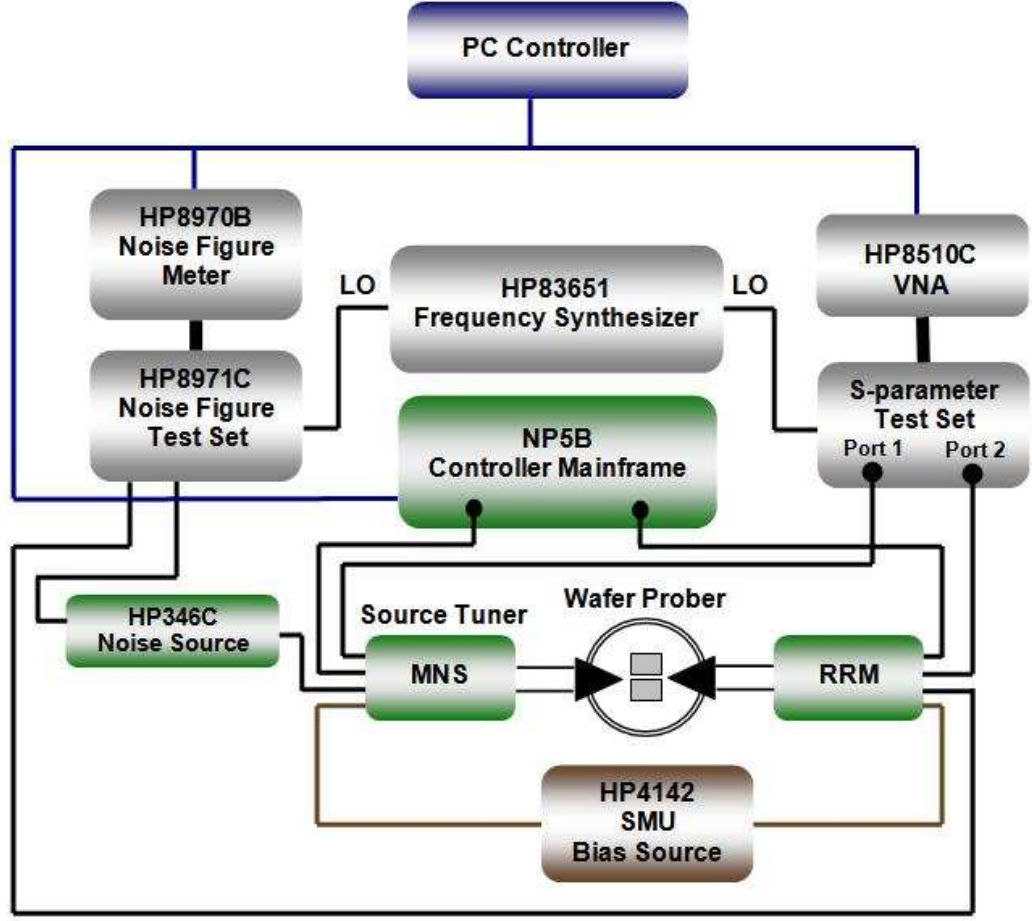 PC Controller
HP8970B
Noise Figure
Meter
HP8510C
VNA
LO
HP83651
Frequency Synthesizer
LO
HP8971C
Noise Figure
Test Set
S-parameter
Test Set
Port 1
Port 2
NP5B
Controller Mainframe
HP346C
Noise Source
Source Tuner
Wafer Prober
MNS
RRM
HP4142
SMU
Bias Source